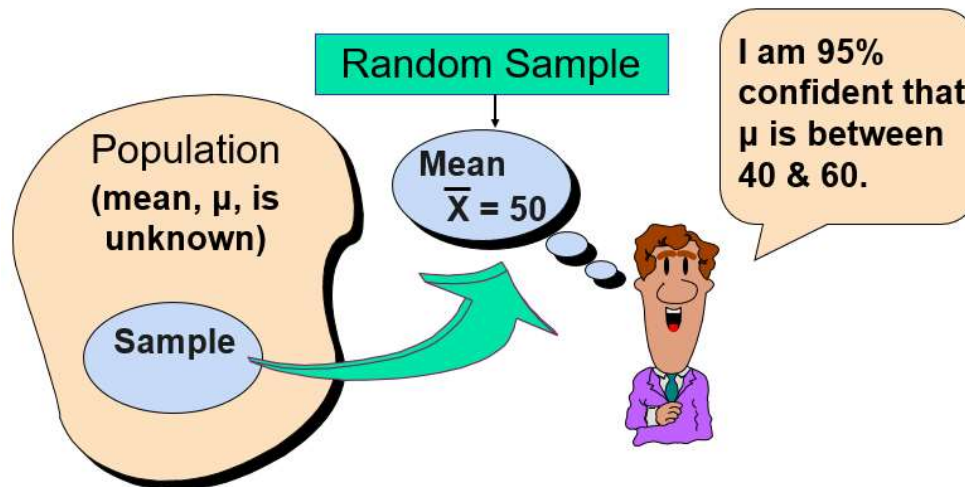 Random Sample
Population
(mean, μ, is
unknown)
Sample
Mean
X̅ = 50
I am 95%
confident that
μ is between
40 & 60.